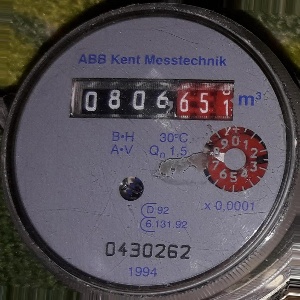 ABB Kent Messtechnik
0806651 m³
B•H 30°C
A•V Qn 1,5
x 0,0001
D 92
6.131.92
0430262
1994